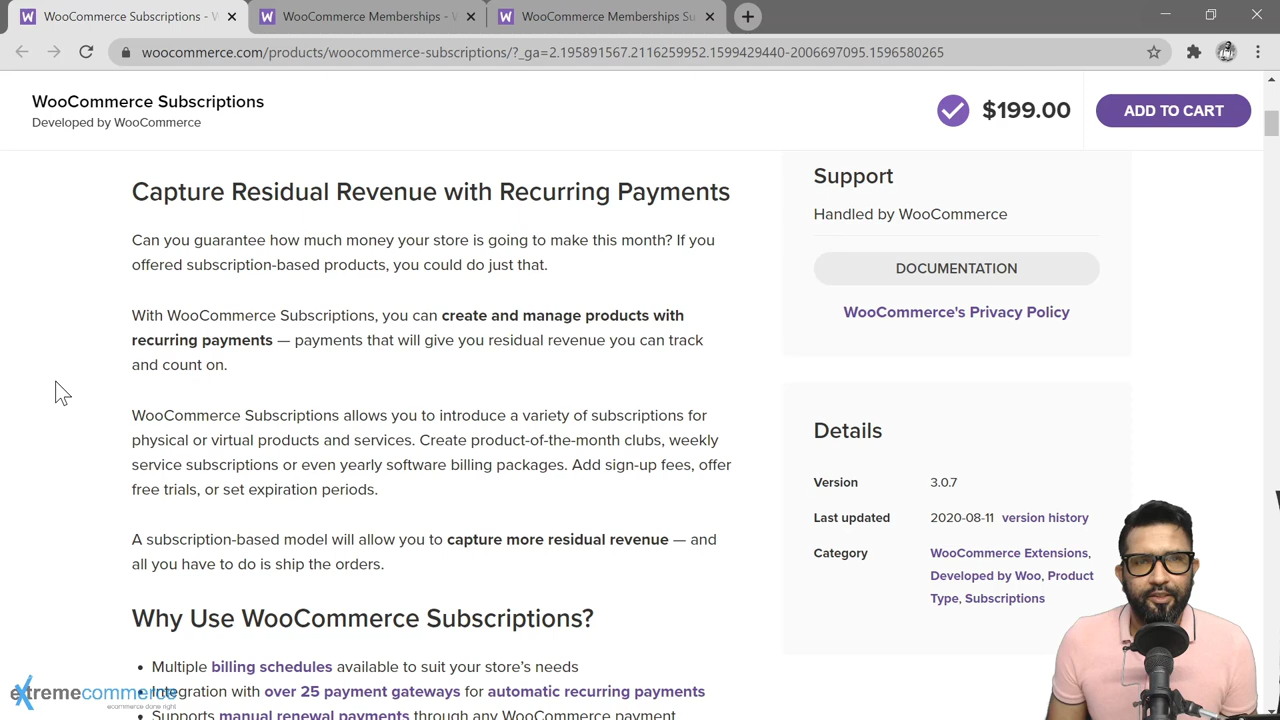 WooCommerce Subscriptions - W
WooCommerce Memberships - W
WooCommerce Memberships Su
woocommerce.com/products/woocommerce-subscriptions/?_ga=2.195891567.2116259952.1599429440-2006697095.1596580265
WooCommerce Subscriptions
Developed by WooCommerce
$199.00
ADD TO CART
Capture Residual Revenue with Recurring Payments
Can you guarantee how much money your store is going to make this month? If you
offered subscription-based products, you could do just that.
With WooCommerce Subscriptions, you can create and manage products with
recurring payments — payments that will give you residual revenue you can track
and count on.
WooCommerce Subscriptions allows you to introduce a variety of subscriptions for
physical or virtual products and services. Create product-of-the-month clubs, weekly
service subscriptions or even yearly software billing packages. Add sign-up fees, offer
free trials, or set expiration periods.
A subscription-based model will allow you to capture more residual revenue — and
all you have to do is ship the orders.
Why Use WooCommerce Subscriptions?
• Multiple billing schedules available to suit your store's needs
• Integration with over 25 payment gateways for automatic recurring payments
• Supports manual renewal payments through any WooCommerce payment
Support
Handled by WooCommerce
DOCUMENTATION
WooCommerce's Privacy Policy
Details
Version 3.0.7
Last updated 2020-08-11 version history
Category WooCommerce Extensions,
Developed by Woo, Product
Type, Subscriptions
extremecommerce
ecommerce done right